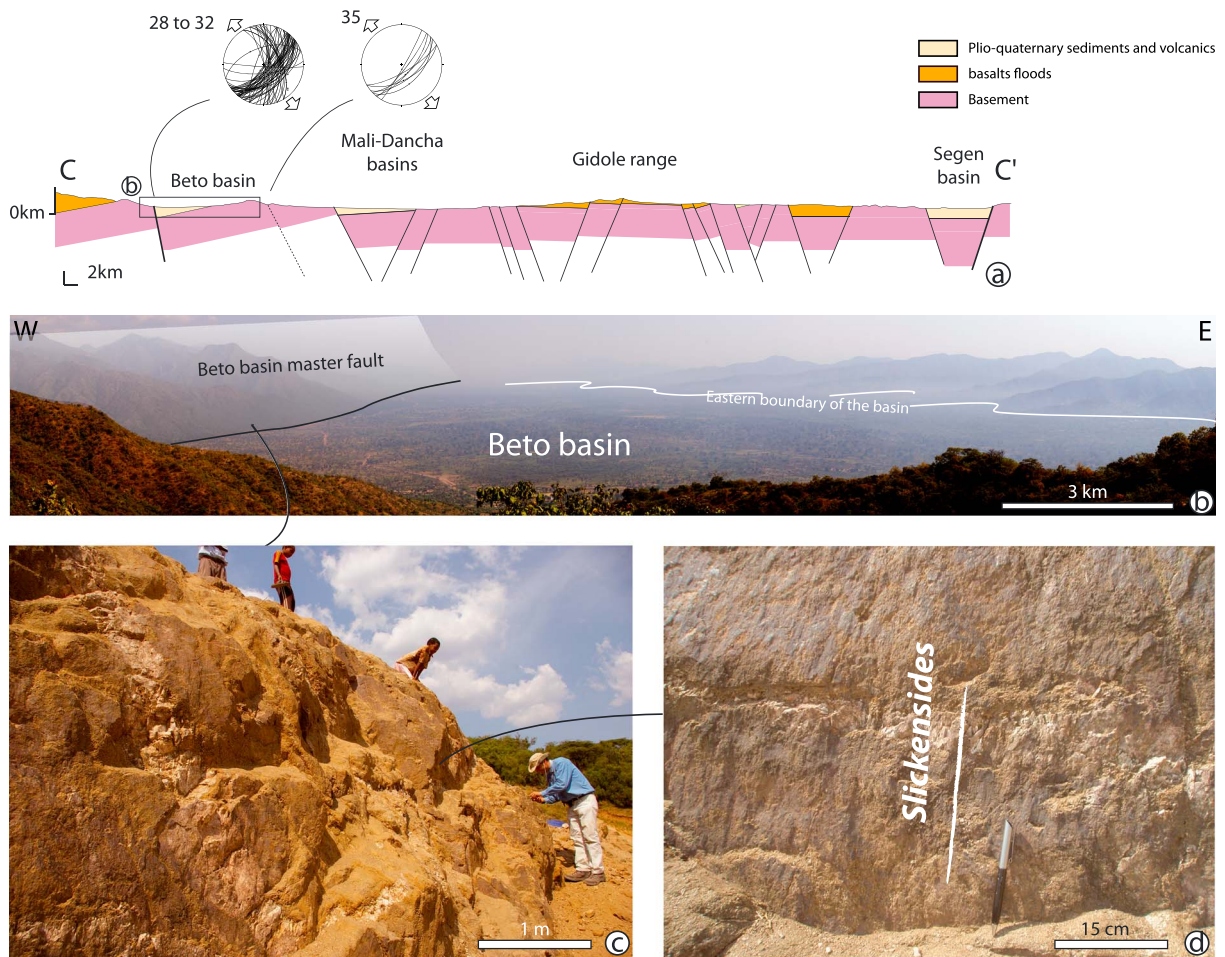 28 to 32
35
Plio-quaternary sediments and volcanics
basalts floods
Basement
Mali-Dancha
basins
Gidole range
Segen
basin
C
C'
b
Beto basin
0km
2km
a
W
E
Beto basin master fault
Eastern boundary of the basin
Beto basin
3 km
b
Slickensides
1 m
c
15 cm
d